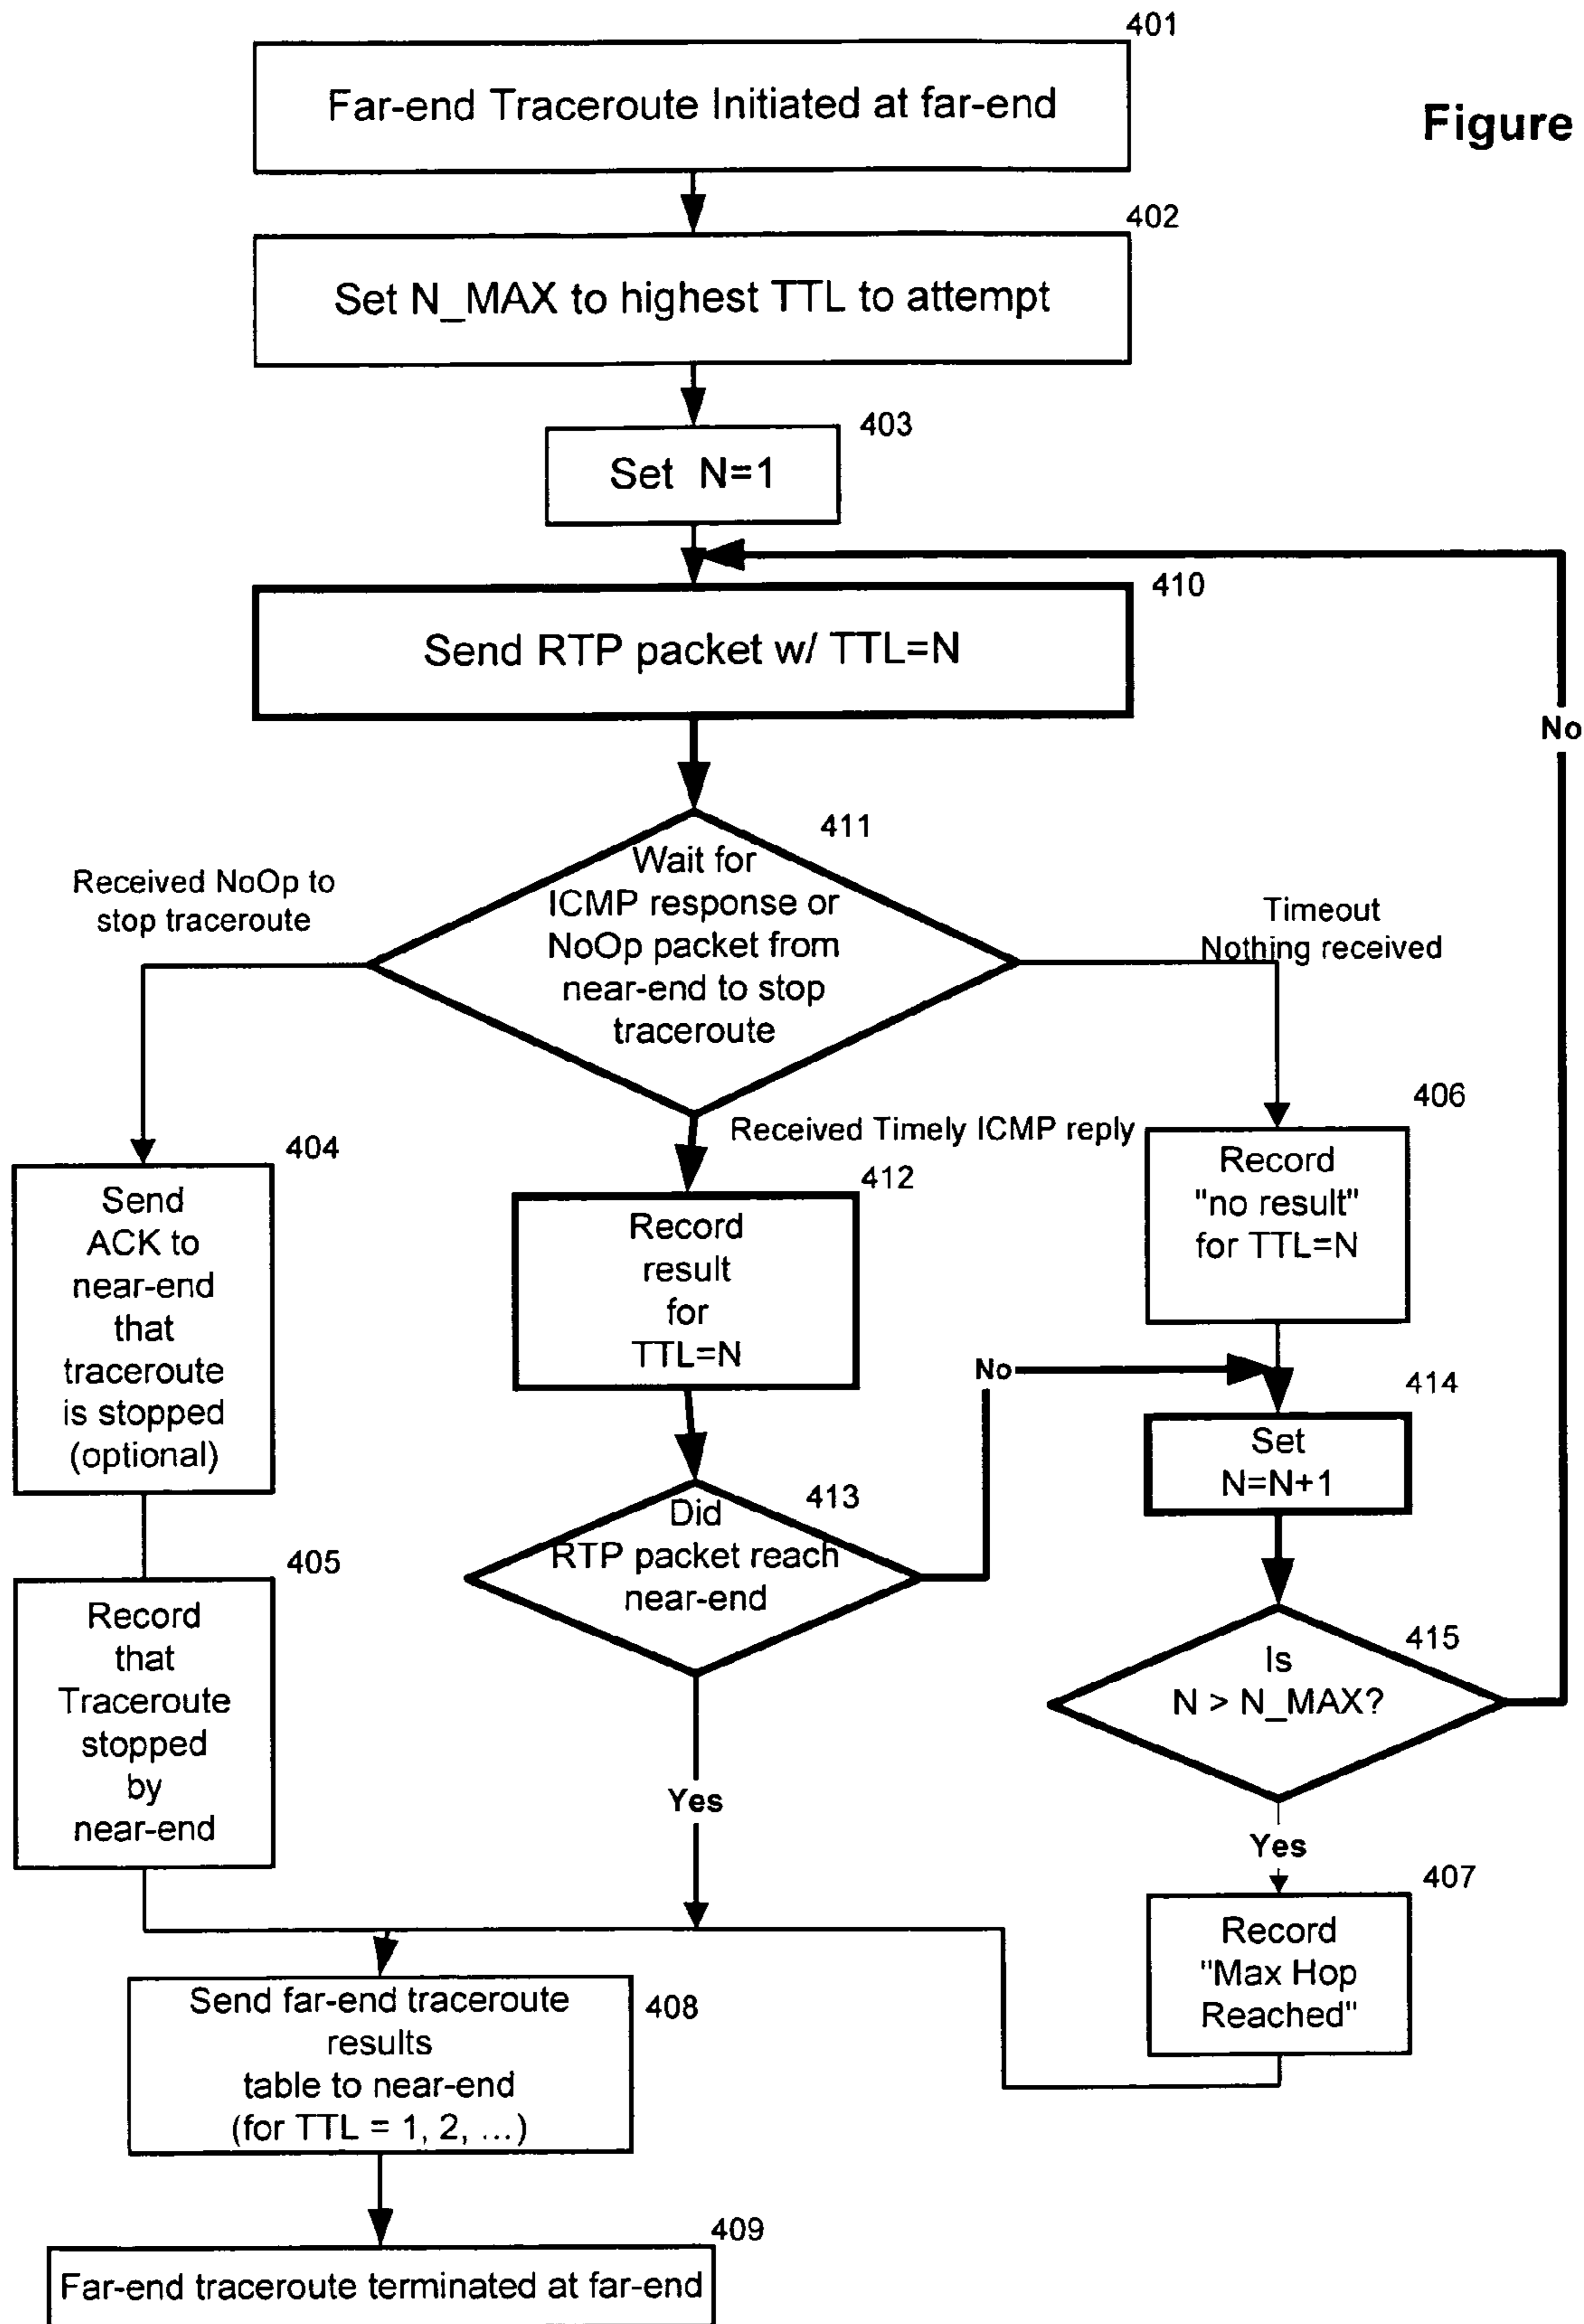 401
Far-end Traceroute Initiated at far-end
Figure
402
Set N_MAX to highest TTL to attempt
403
Set N=1
410
Send RTP packet w/ TTL=N
No
411
Wait for
ICMP response or
NoOp packet from
near-end to stop
traceroute
Received NoOp to
stop traceroute
Timeout
Nothing received
Received Timely ICMP reply
404
Send
ACK to
near-end
that
traceroute
is stopped
(optional)
412
Record
result
for
TTL=N
406
Record
"no result"
for TTL=N
No
414
Set
N=N+1
413
Did
RTP packet reach
near-end
405
Record
that
Traceroute
stopped
by
near-end
415
Is
N > N_MAX?
Yes
Yes
407
Record
"Max Hop
Reached"
408
Send far-end traceroute
results
table to near-end
(for TTL = 1, 2, ...)
409
Far-end traceroute terminated at far-end